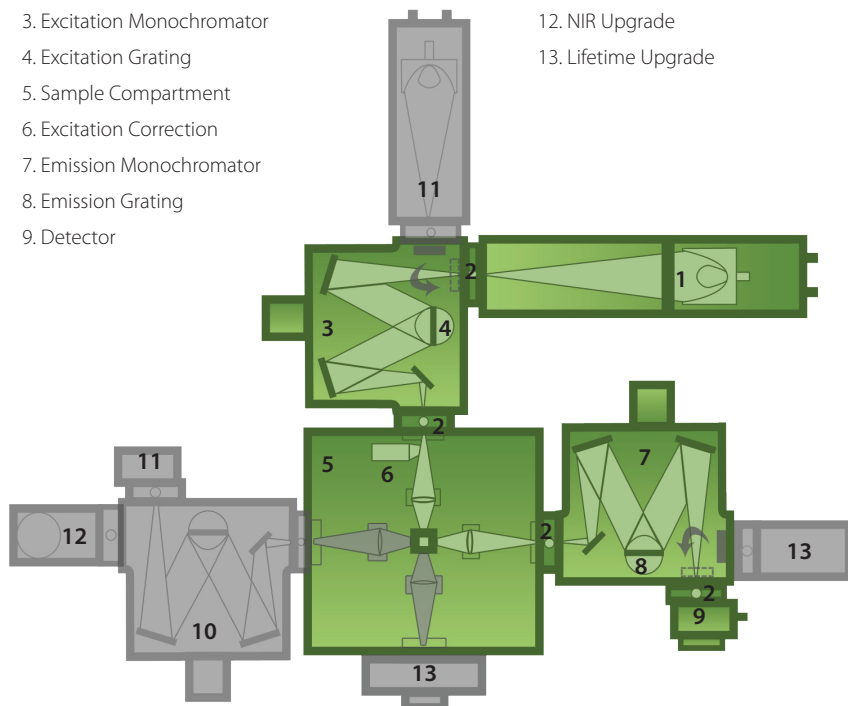 3. Excitation Monochromator
4. Excitation Grating
5. Sample Compartment
6. Excitation Correction
7. Emission Monochromator
8. Emission Grating
9. Detector
12. NIR Upgrade
13. Lifetime Upgrade
11
2
1
3
4
2
5
6
7
11
12
2
13
8
2
9
10
13